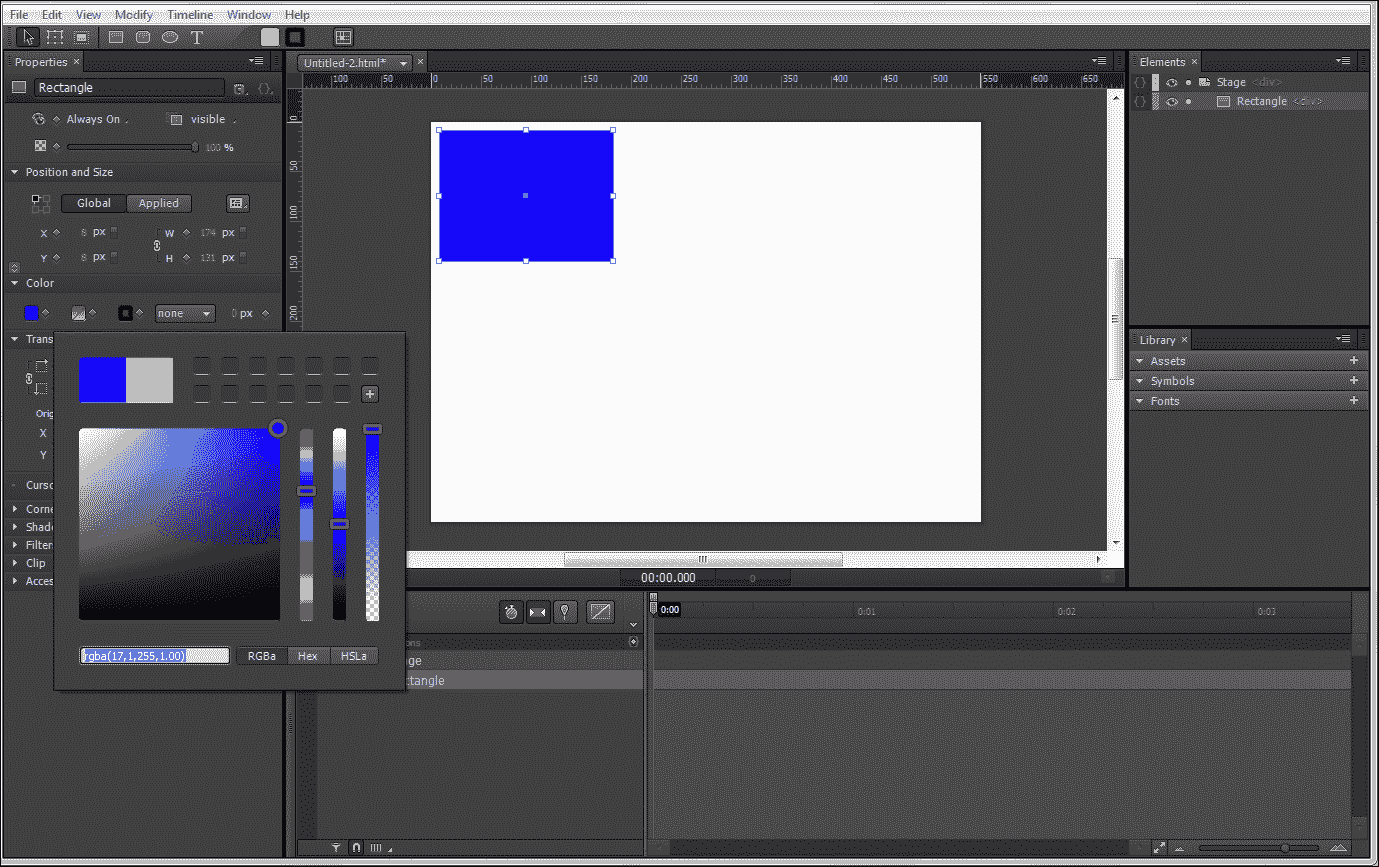 File Edit View Modify Timeline Window Help
T
Properties ×
Rectangle
Always On
visible
100 %
Position and Size
Global Applied
X 8 px W 174 px
Y 8 px H 131 px
Color
none 0 px
Trans
Orig
X
Y
Curso
Corne
Shado
Filters
Clip
Acces
rgba(17,1,255,1.00)
RGBa Hex HSLa
Untitled-2.html* ×
100 50 0 50 100 150 200 250 300 350 400 450 500 550 600 650
0
50
100
150
200
00:00.000 0
ons
ge
ctangle
0:00 0:01 0:02 0:03
Elements ×
Stage <div>
Rectangle <div>
Library ×
Assets +
Symbols +
Fonts +